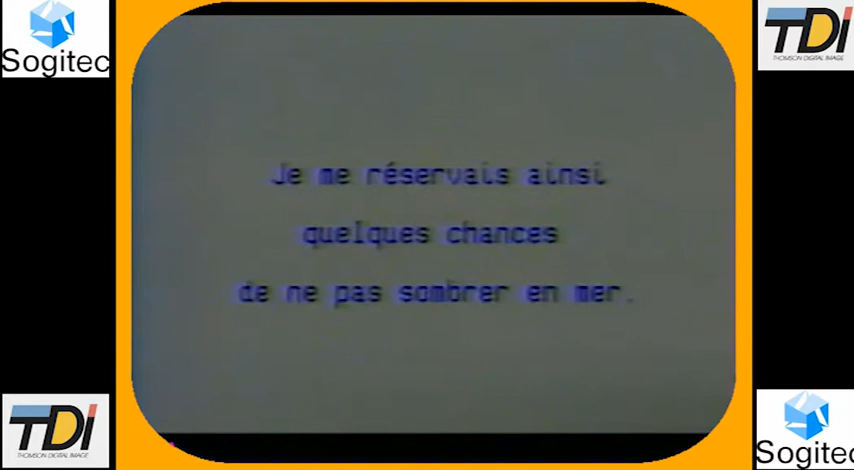 Sogitec
TDI
THOMSON DIGITAL IMAGE
Je me réservais ainsi
quelques chances
de ne pas sombrer en mer.
TDI
THOMSON DIGITAL IMAGE
Sogitec